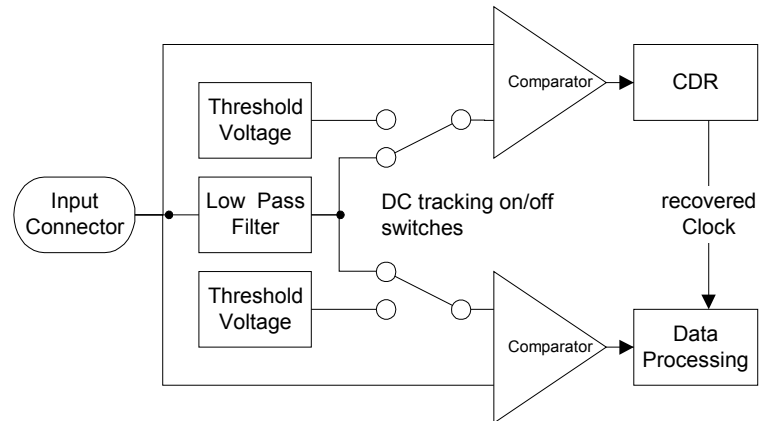 Comparator
CDR
Threshold
Voltage
Input
Connector
Low Pass
Filter
DC tracking on/off
switches
recovered
Clock
Threshold
Voltage
Comparator
Data
Processing